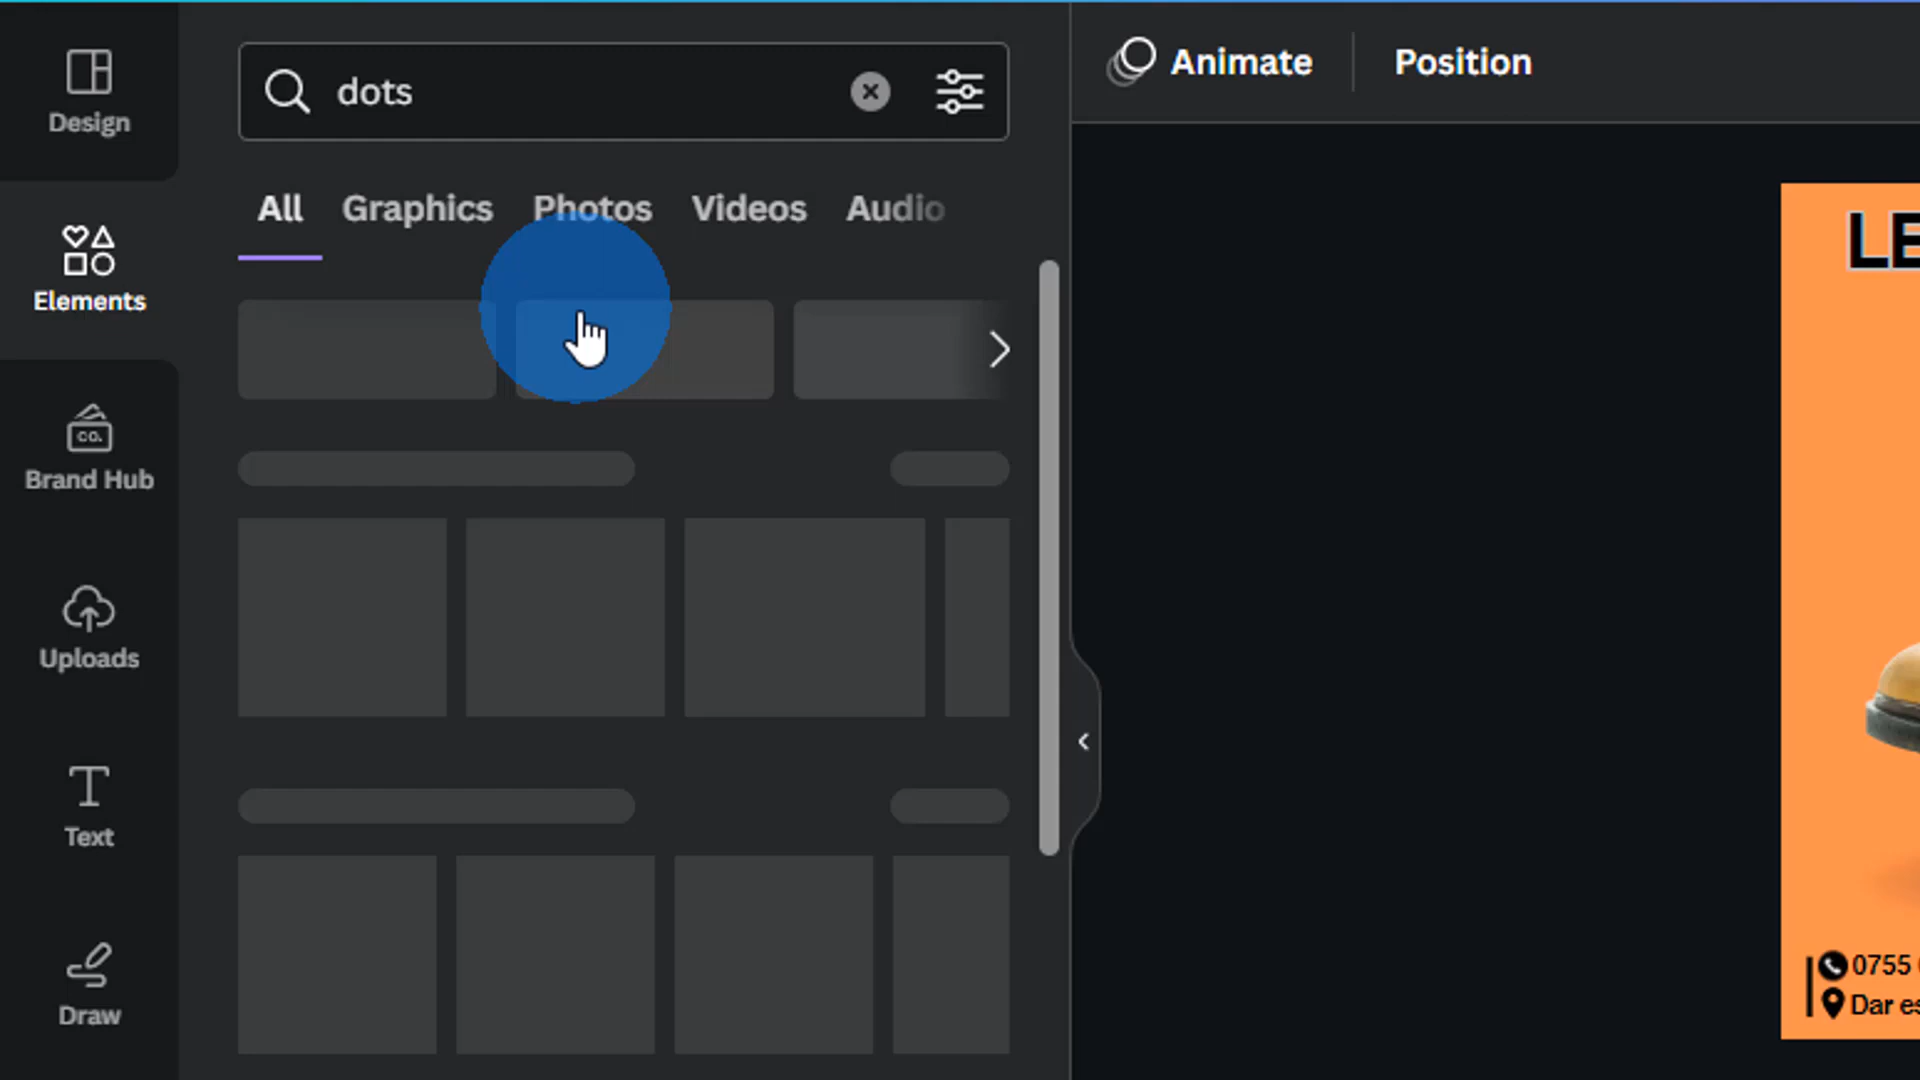 Design
Elements
Brand Hub
CO.
Uploads
Text
Draw
dots
All Graphics Photos Videos Audio
Animate Position
LE
0755
Dar es